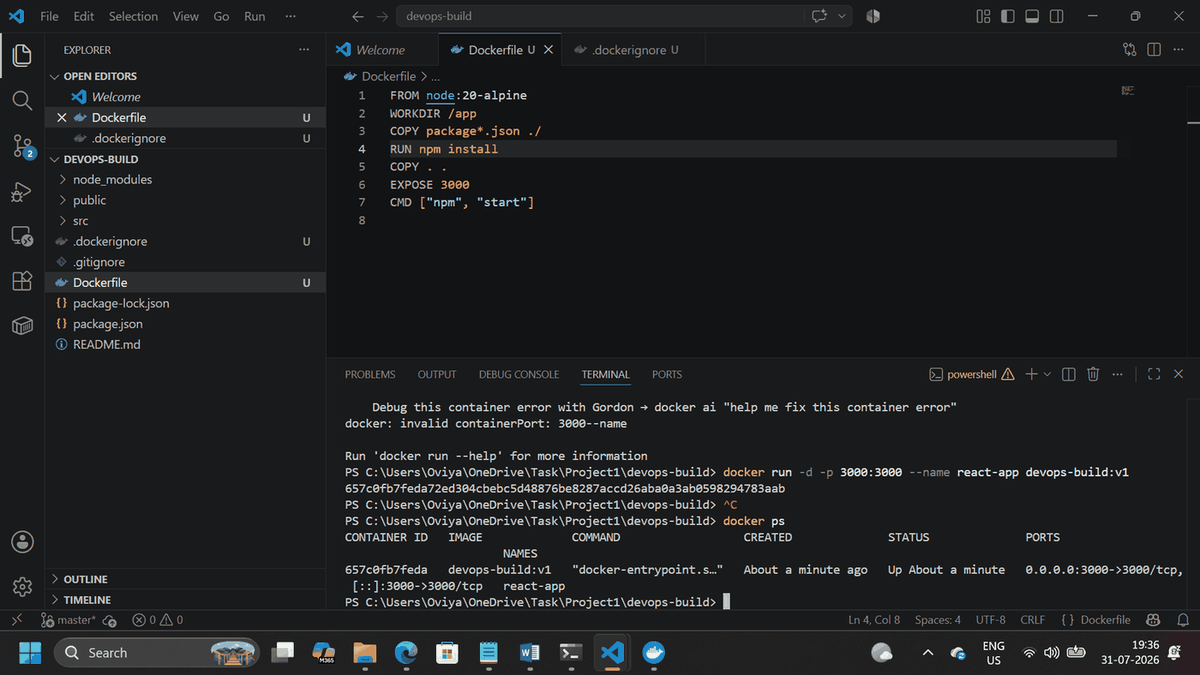 File Edit Selection View Go Run ···
devops-build
EXPLORER ···
OPEN EDITORS
Welcome
Dockerfile U
.dockerignore U
2
DEVOPS-BUILD
node_modules
public
src
.dockerignore U
.gitignore
Dockerfile U
package-lock.json
package.json
README.md
OUTLINE
TIMELINE
Welcome Dockerfile U .dockerignore U
Dockerfile > ...
1 FROM node:20-alpine
2 WORKDIR /app
3 COPY package*.json ./
4 RUN npm install
5 COPY . .
6 EXPOSE 3000
7 CMD ["npm", "start"]
8
PROBLEMS OUTPUT DEBUG CONSOLE TERMINAL PORTS powershell
Debug this container error with Gordon → docker ai "help me fix this container error"
docker: invalid containerPort: 3000--name
Run 'docker run --help' for more information
PS C:\Users\Oviya\OneDrive\Task\Project1\devops-build> docker run -d -p 3000:3000 --name react-app devops-build:v1
657c0fb7feda72ed304cbebc5d48876be8287accd26aba0a3ab0598294783aab
PS C:\Users\Oviya\OneDrive\Task\Project1\devops-build> ^C
PS C:\Users\Oviya\OneDrive\Task\Project1\devops-build> docker ps
CONTAINER ID IMAGE COMMAND CREATED STATUS PORTS
NAMES
657c0fb7feda devops-build:v1 "docker-entrypoint.s…" About a minute ago Up About a minute 0.0.0.0:3000->3000/tcp,
[::]:3000->3000/tcp react-app
PS C:\Users\Oviya\OneDrive\Task\Project1\devops-build>
master* 0 0 Ln 4, Col 8 Spaces: 4 UTF-8 CRLF { } Dockerfile
Search M365 ENG
US 19:36
31-07-2026